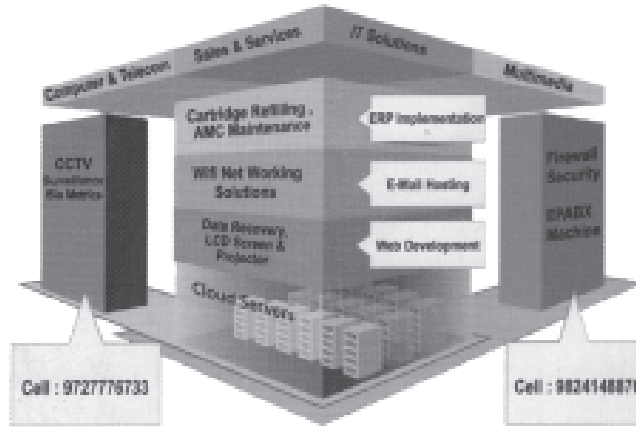 Computer & Telecom
Sales & Services
IT Solutions
Multimedia
Cartridge Refilling ,
AMC Maintenance
ERP Implementation
CCTV
Surveillance
Bio Metrics
Wifi Net Working
Solutions
E-Mail Hosting
Firewall
Security
EPABX
Machine
Data Recovery,
LCD Screen &
Projector
Web Development
Cloud Servers
Cell : 9727776733
Cell :